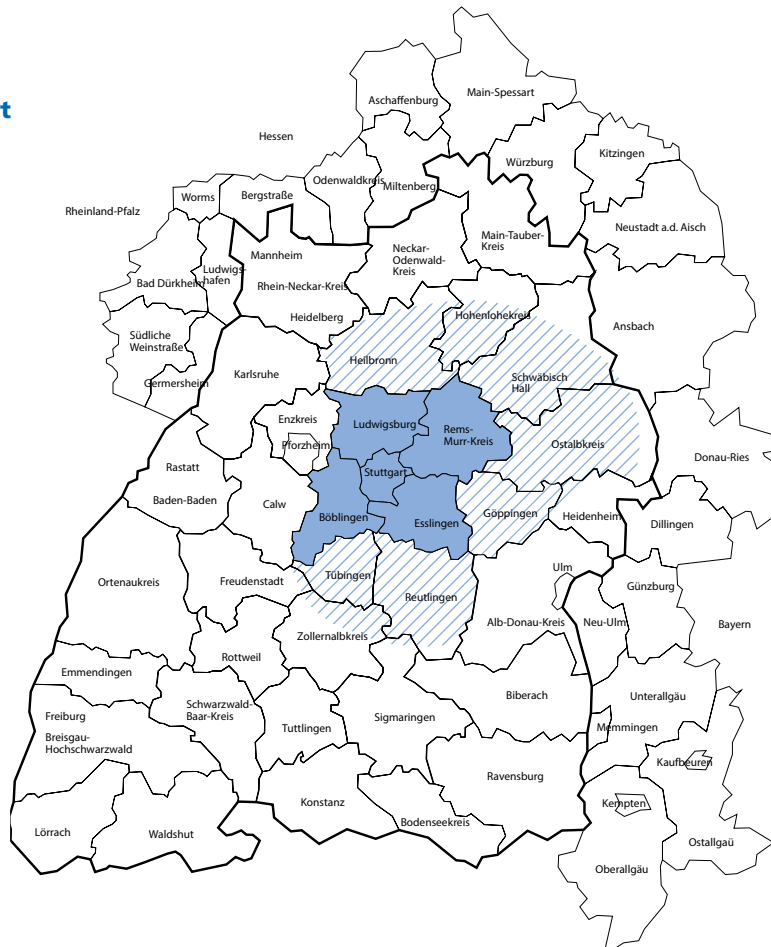 t
Main-Spessart
Aschaffenburg
Hessen
Kitzingen
Würzburg
Odenwaldkreis
Miltenberg
Worms
Bergstraße
Rheinland-Pfalz
Neustadt a.d. Aisch
Main-Tauber-
Kreis
Neckar-
Odenwald-
Kreis
Mannheim
Ludwigs-
hafen
Bad Dürkheim
Rhein-Neckar-Kreis
Heidelberg
Hohenlohekreis
Ansbach
Südliche
Weinstraße
Heilbronn
Karlsruhe
Schwäbisch
Hall
Germersheim
Enzkreis
Ludwigsburg
Rems-
Murr-Kreis
Pforzheim
Ostalbkreis
Donau-Ries
Rastatt
Stuttgart
Baden-Baden
Calw
Göppingen
Heidenheim
Böblingen
Esslingen
Dillingen
Ulm
Tübingen
Ortenaukreis
Freudenstadt
Günzburg
Reutlingen
Alb-Donau-Kreis
Neu-Ulm
Bayern
Zollernalbkreis
Rottweil
Emmendingen
Biberach
Unterallgäu
Schwarzwald-
Baar-Kreis
Freiburg
Sigmaringen
Tuttlingen
Memmingen
Breisgau-
Hochschwarzwald
Kaufbeuren
Ravensburg
Konstanz
Kempten
Bodenseekreis
Lörrach
Waldshut
Ostallgaü
Oberallgäu